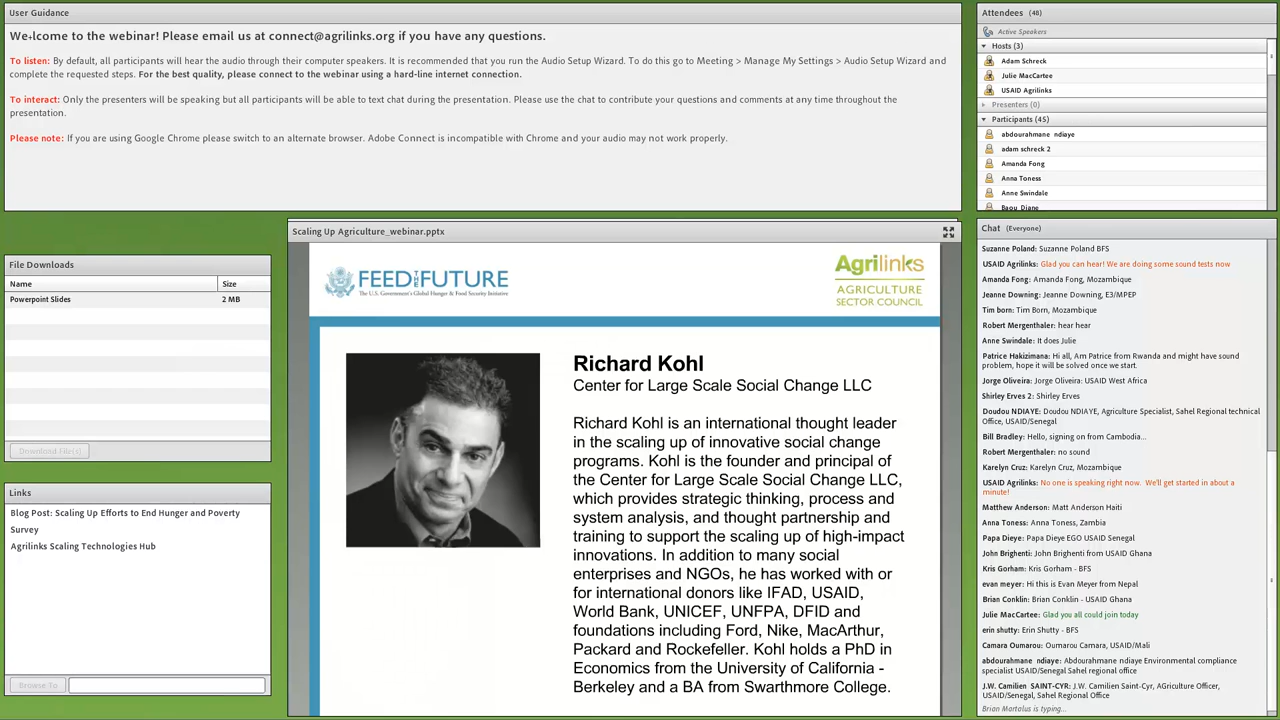 User Guidance
Welcome to the webinar! Please email us at connect@agrilinks.org if you have any questions.
To listen: By default, all participants will hear the audio through their computer speakers. It is recommended that you run the Audio Setup Wizard. To do this go to Meeting > Manage My Settings > Audio Setup Wizard and
complete the requested steps. For the best quality, please connect to the webinar using a hard-line internet connection.
To interact: Only the presenters will be speaking but all participants will be able to text chat during the presentation. Please use the chat to contribute your questions and comments at any time throughout the
presentation.
Please note: If you are using Google Chrome please switch to an alternate browser. Adobe Connect is incompatible with Chrome and your audio may not work properly.
Attendees (48)
Active Speakers
Hosts (3)
Adam Schreck
Julie MacCartee
USAID Agrilinks
Presenters (0)
Participants (45)
abdourahmane ndiaye
adam schreck 2
Amanda Fong
Anna Toness
Anne Swindale
Baou Diane
File Downloads
Name Size
Powerpoint Slides 2 MB
Download File(s)
Links
Blog Post: Scaling Up Efforts to End Hunger and Poverty
Survey
Agrilinks Scaling Technologies Hub
Browse To
Scaling Up Agriculture_webinar.pptx
FEED THE FUTURE
The U.S. Government's Global Hunger & Food Security Initiative
Agrilinks
AGRICULTURE
SECTOR COUNCIL
Richard Kohl
Center for Large Scale Social Change LLC
Richard Kohl is an international thought leader
in the scaling up of innovative social change
programs. Kohl is the founder and principal of
the Center for Large Scale Social Change LLC,
which provides strategic thinking, process and
system analysis, and thought partnership and
training to support the scaling up of high-impact
innovations. In addition to many social
enterprises and NGOs, he has worked with or
for international donors like IFAD, USAID,
World Bank, UNICEF, UNFPA, DFID and
foundations including Ford, Nike, MacArthur,
Packard and Rockefeller. Kohl holds a PhD in
Economics from the University of California -
Berkeley and a BA from Swarthmore College.
Chat (Everyone)
Suzanne Poland: Suzanne Poland BFS
USAID Agrilinks: Glad you can hear! We are doing some sound tests now
Amanda Fong: Amanda Fong, Mozambique
Jeanne Downing: Jeanne Downing, E3/MPEP
Tim born: Tim Born, Mozambique
Robert Mergenthaler: hear hear
Anne Swindale: It does Julie
Patrice Hakizimana: Hi all, Am Patrice from Rwanda and might have sound
problem, hope it will be solved once we start.
Jorge Oliveira: Jorge Oliveira: USAID West Africa
Shirley Erves 2: Shirley Erves
Doudou NDIAYE: Doudou NDIAYE, Agriculture Specialist, Sahel Regional technical
Office, USAID/Senegal
Bill Bradley: Hello, signing on from Cambodia...
Robert Mergenthaler: no sound
Karelyn Cruz: Karelyn Cruz, Mozambique
USAID Agrilinks: No one is speaking right now. We'll get started in about a
minute!
Matthew Anderson: Matt Anderson Haiti
Anna Toness: Anna Toness, Zambia
Papa Dieye: Papa Dieye EGO USAID Senegal
John Brighenti: John Brighenti from USAID Ghana
Kris Gorham: Kris Gorham - BFS
evan meyer: Hi this is Evan Meyer from Nepal
Brian Conklin: Brian Conklin - USAID Ghana
Julie MacCartee: Glad you all could join today
erin shutty: Erin Shutty - BFS
Camara Oumarou: Oumarou Camara, USAID/Mali
abdourahmane ndiaye: Abdourahmane ndiaye Environmental compliance
specialist USAID/Senegal Sahel regional office
J.W. Camilien SAINT-CYR: J.W. Camilien Saint-Cyr, AGriculture Officer,
USAID/Senegal, Sahel Regional Office
Brian Martalus is typing...